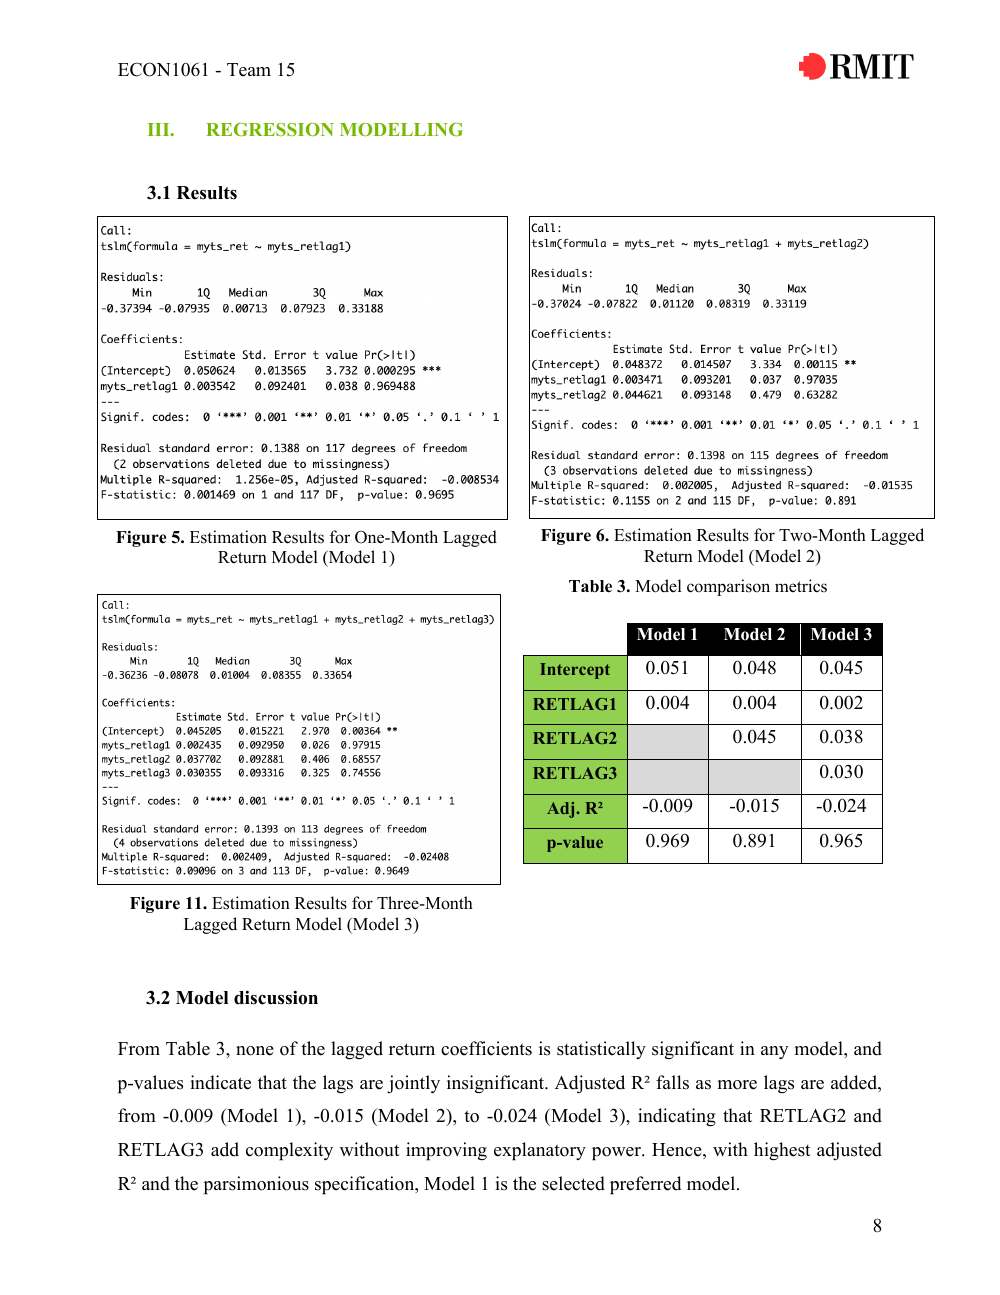 ECON1061 - Team 15
RMIT
III. REGRESSION MODELLING
3.1 Results
Call:
tslm(formula = myts_ret ~ myts_retlag1)
Residuals:
Min 1Q Median 3Q Max
-0.37394 -0.07935 0.00713 0.07923 0.33188
Coefficients:
Estimate Std. Error t value Pr(>|t|)
(Intercept) 0.050624 0.013565 3.732 0.000295 ***
myts_retlag1 0.003542 0.092401 0.038 0.969488
---
Signif. codes: 0 ‘***’ 0.001 ‘**’ 0.01 ‘*’ 0.05 ‘.’ 0.1 ‘ ’ 1
Residual standard error: 0.1388 on 117 degrees of freedom
(2 observations deleted due to missingness)
Multiple R-squared: 1.256e-05, Adjusted R-squared: -0.008534
F-statistic: 0.001469 on 1 and 117 DF, p-value: 0.9695
Figure 5. Estimation Results for One-Month Lagged
Return Model (Model 1)
Call:
tslm(formula = myts_ret ~ myts_retlag1 + myts_retlag2)
Residuals:
Min 1Q Median 3Q Max
-0.37024 -0.07822 0.01120 0.08319 0.33119
Coefficients:
Estimate Std. Error t value Pr(>|t|)
(Intercept) 0.048372 0.014507 3.334 0.00115 **
myts_retlag1 0.003471 0.093201 0.037 0.97035
myts_retlag2 0.044621 0.093148 0.479 0.63282
---
Signif. codes: 0 ‘***’ 0.001 ‘**’ 0.01 ‘*’ 0.05 ‘.’ 0.1 ‘ ’ 1
Residual standard error: 0.1398 on 115 degrees of freedom
(3 observations deleted due to missingness)
Multiple R-squared: 0.002005, Adjusted R-squared: -0.01535
F-statistic: 0.1155 on 2 and 115 DF, p-value: 0.891
Figure 6. Estimation Results for Two-Month Lagged
Return Model (Model 2)
Call:
tslm(formula = myts_ret ~ myts_retlag1 + myts_retlag2 + myts_retlag3)
Residuals:
Min 1Q Median 3Q Max
-0.36236 -0.08078 0.01004 0.08355 0.33654
Coefficients:
Estimate Std. Error t value Pr(>|t|)
(Intercept) 0.045205 0.015221 2.970 0.00364 **
myts_retlag1 0.002435 0.092950 0.026 0.97915
myts_retlag2 0.037702 0.092881 0.406 0.68557
myts_retlag3 0.030355 0.093316 0.325 0.74556
---
Signif. codes: 0 ‘***’ 0.001 ‘**’ 0.01 ‘*’ 0.05 ‘.’ 0.1 ‘ ’ 1
Residual standard error: 0.1393 on 113 degrees of freedom
(4 observations deleted due to missingness)
Multiple R-squared: 0.002409, Adjusted R-squared: -0.02408
F-statistic: 0.09096 on 3 and 113 DF, p-value: 0.9649
Figure 11. Estimation Results for Three-Month
Lagged Return Model (Model 3)
Table 3. Model comparison metrics
Model 1 Model 2 Model 3
Intercept 0.051 0.048 0.045
RETLAG1 0.004 0.004 0.002
RETLAG2 0.045 0.038
RETLAG3 0.030
Adj. R² -0.009 -0.015 -0.024
p-value 0.969 0.891 0.965
3.2 Model discussion
From Table 3, none of the lagged return coefficients is statistically significant in any model, and
p-values indicate that the lags are jointly insignificant. Adjusted R² falls as more lags are added,
from -0.009 (Model 1), -0.015 (Model 2), to -0.024 (Model 3), indicating that RETLAG2 and
RETLAG3 add complexity without improving explanatory power. Hence, with highest adjusted
R² and the parsimonious specification, Model 1 is the selected preferred model.
8